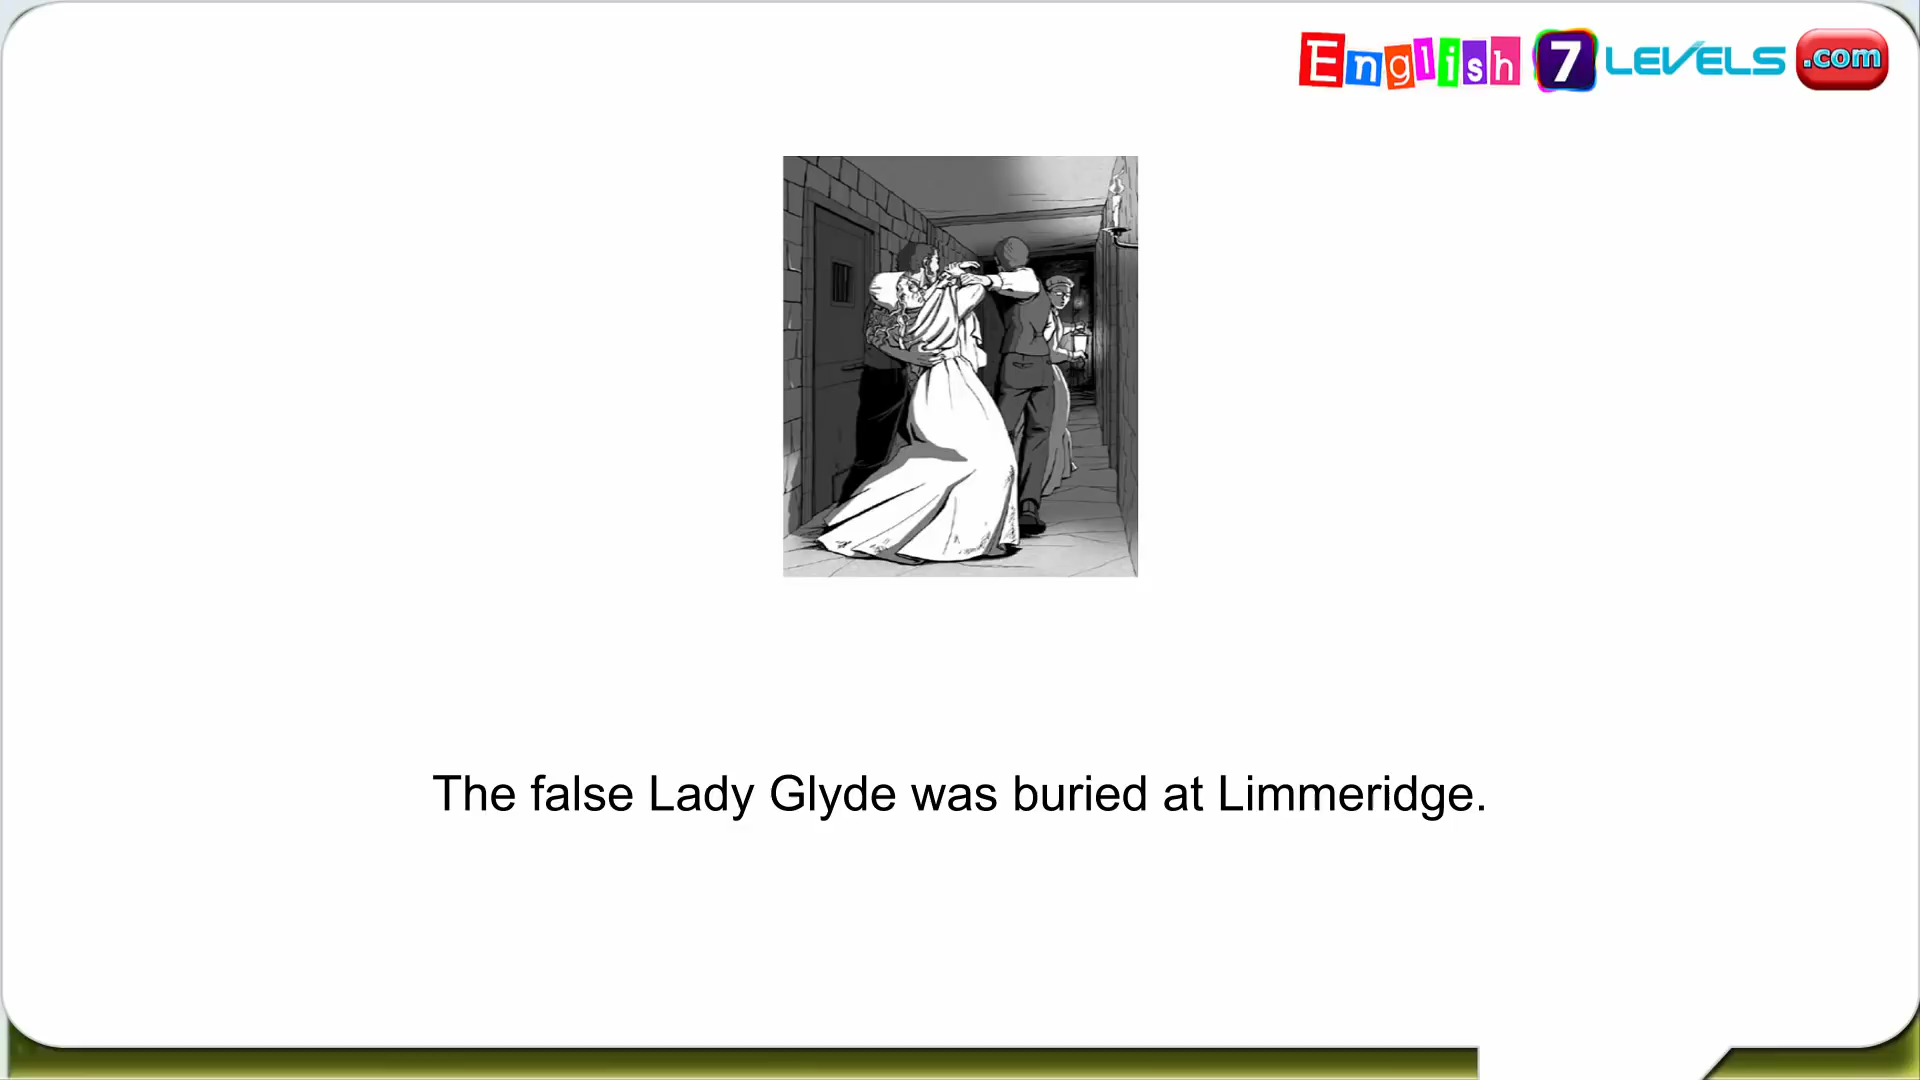 English 7 LEVELS .com
The false Lady Glyde was buried at Limmeridge.